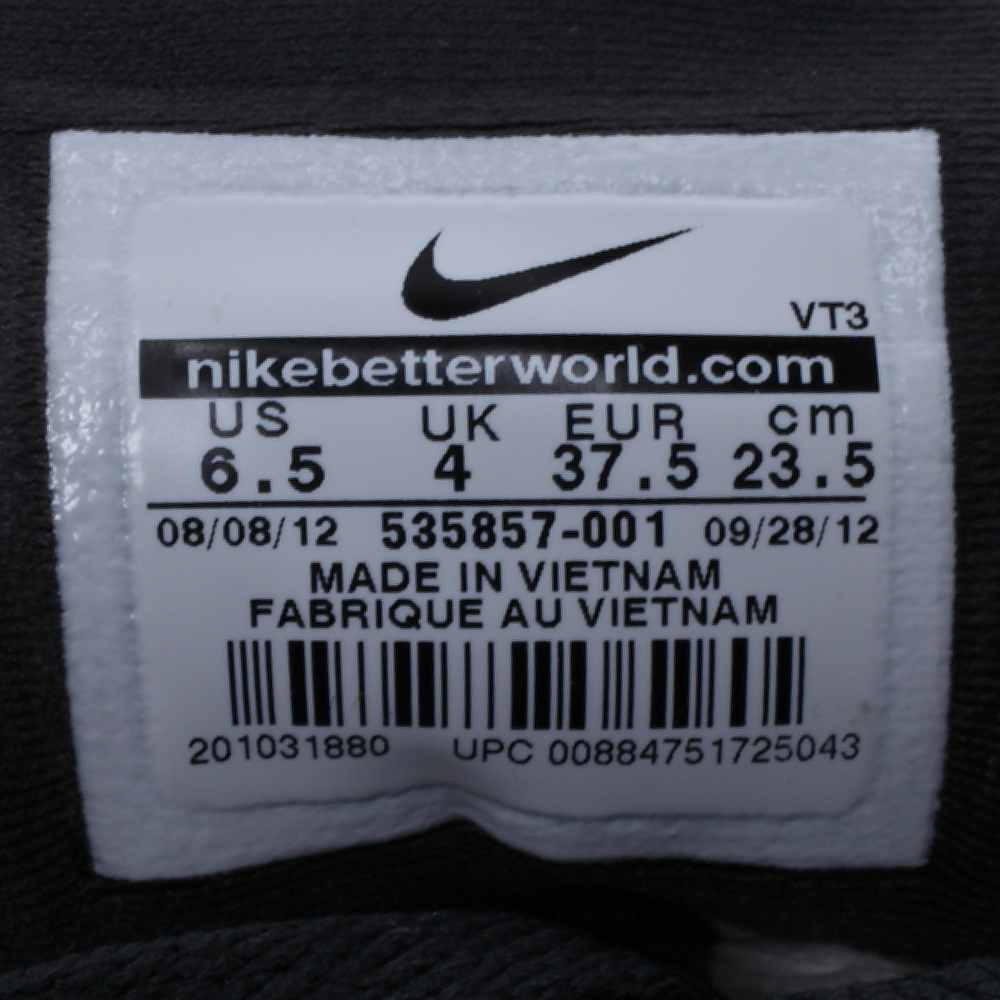 VT3
nikebetterworld.com
US UK EUR cm
6.5 4 37.5 23.5
08/08/12 535857-001 09/28/12
MADE IN VIETNAM
FABRIQUE AU VIETNAM
201031880 UPC 00884751725043